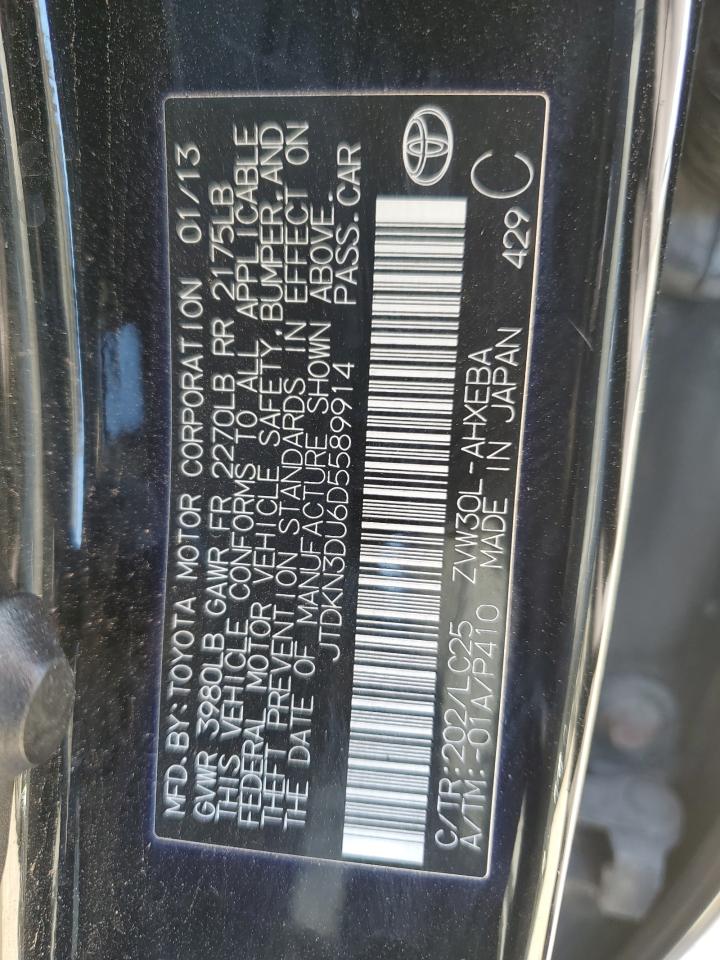 MFD. BY: TOYOTA MOTOR CORPORATION 01/13
GVWR 3980LB GAWR FR 2270LB RR 2175LB
THIS VEHICLE CONFORMS TO ALL APPLICABLE
FEDERAL MOTOR VEHICLE SAFETY, BUMPER, AND
THEFT PREVENTION STANDARDS IN EFFECT ON
THE DATE OF MANUFACTURE SHOWN ABOVE.
JTDKN3DU6D5589914 PASS. CAR
C/TR: 202/LC25 ZVW30L-AHXEBA
A/TM: -01A/P410 MADE IN JAPAN 429 C